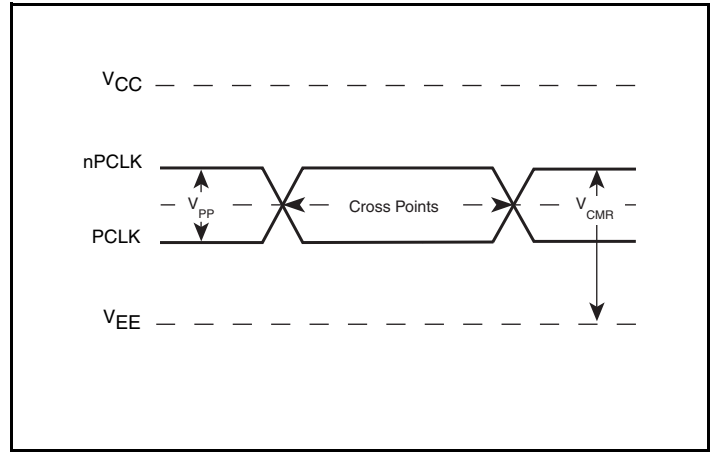 VCC
nPCLK
VPP
Cross Points
VCMR
PCLK
VEE